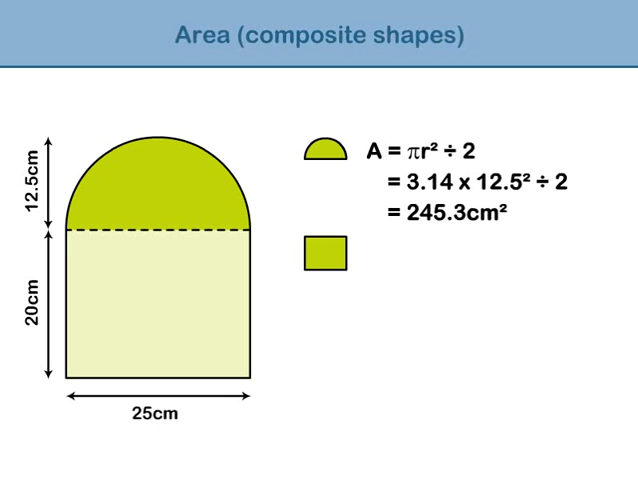 Area (composite shapes)
12.5cm
20cm
25cm
A = πr² ÷ 2
= 3.14 x 12.5² ÷ 2
= 245.3cm²